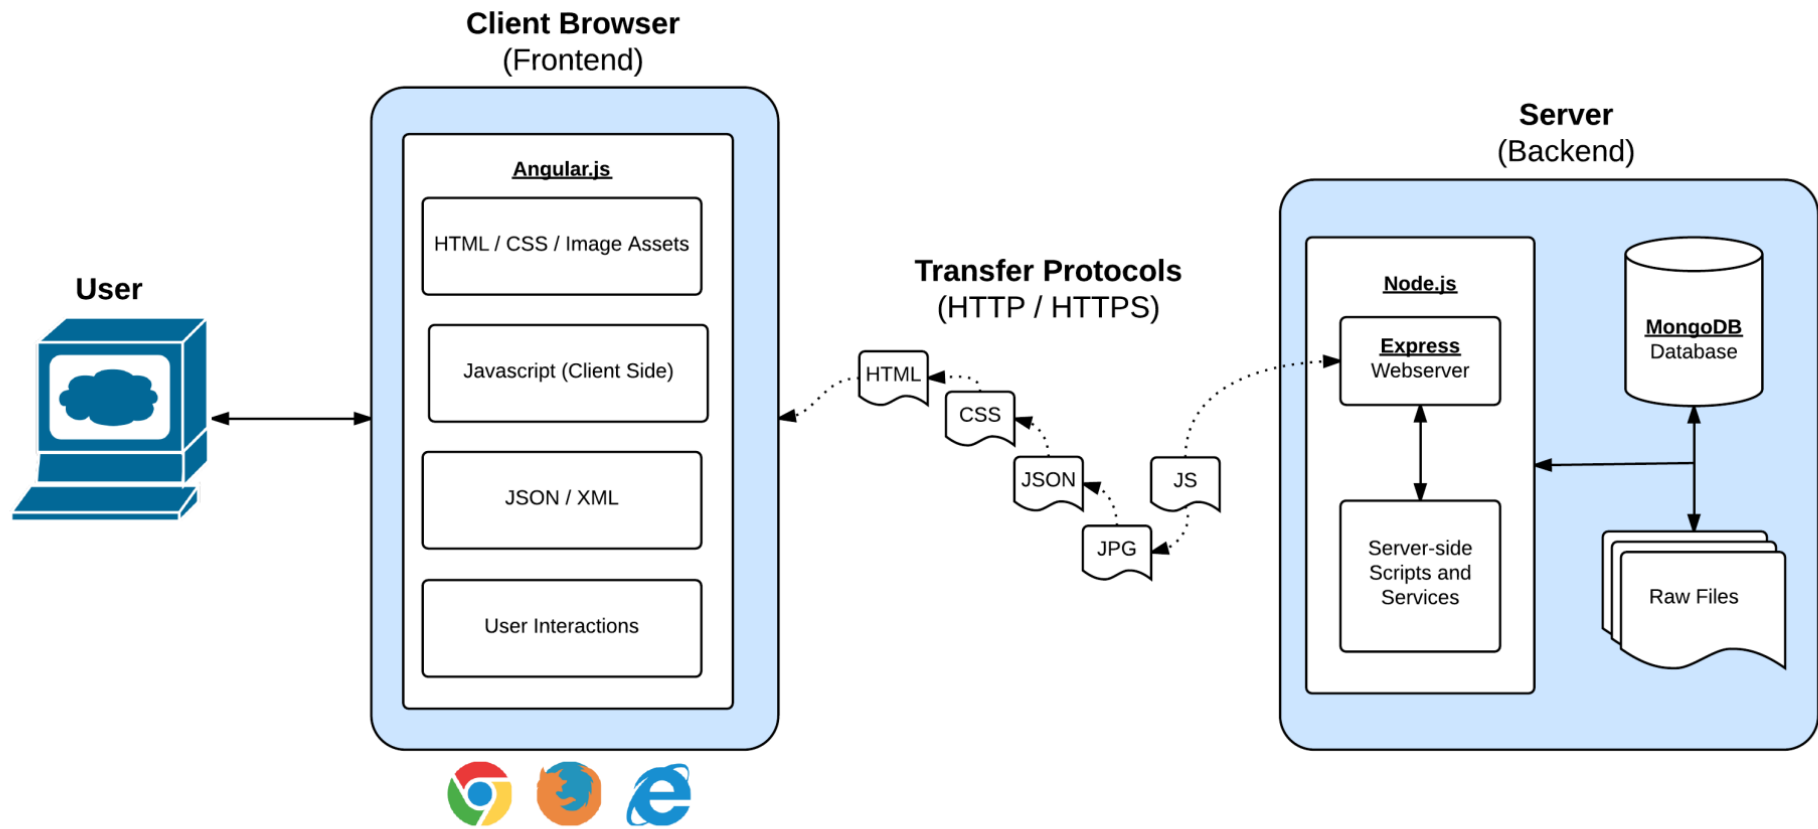 Client Browser
(Frontend)
Angular.js
HTML / CSS / Image Assets
Javascript (Client Side)
JSON / XML
User Interactions
User
Transfer Protocols
(HTTP / HTTPS)
HTML
CSS
JSON
JPG
JS
Server
(Backend)
Node.js
Express
Webserver
Server-side
Scripts and
Services
MongoDB
Database
Raw Files